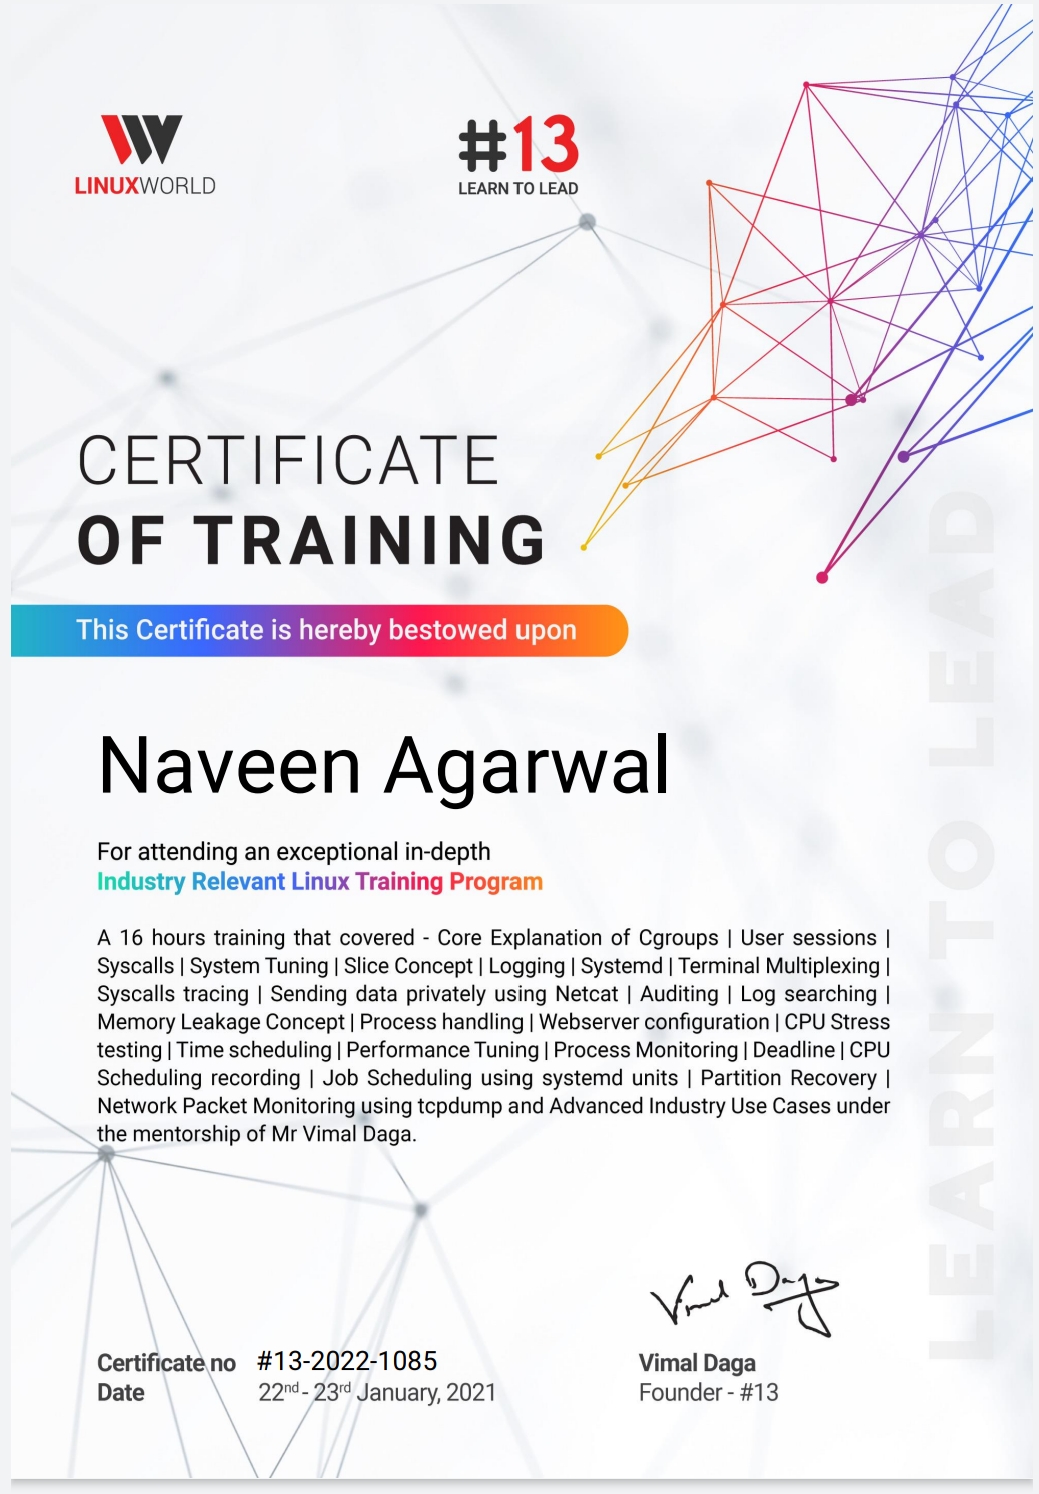 LINUXWORLD
#13
LEARN TO LEAD
CERTIFICATE
OF TRAINING
This Certificate is hereby bestowed upon
Naveen Agarwal
For attending an exceptional in-depth
Industry Relevant Linux Training Program
A 16 hours training that covered - Core Explanation of Cgroups | User sessions |
Syscalls | System Tuning | Slice Concept | Logging | Systemd | Terminal Multiplexing |
Syscalls tracing | Sending data privately using Netcat | Auditing | Log searching |
Memory Leakage Concept | Process handling | Webserver configuration | CPU Stress
testing | Time scheduling | Performance Tuning | Process Monitoring | Deadline | CPU
Scheduling recording | Job Scheduling using systemd units | Partition Recovery |
Network Packet Monitoring using tcpdump and Advanced Industry Use Cases under
the mentorship of Mr Vimal Daga.
LEARN TO LEAD
Vimal Daga
Certificate no #13-2022-1085
Date 22nd - 23rd January, 2021
Vimal Daga
Founder - #13